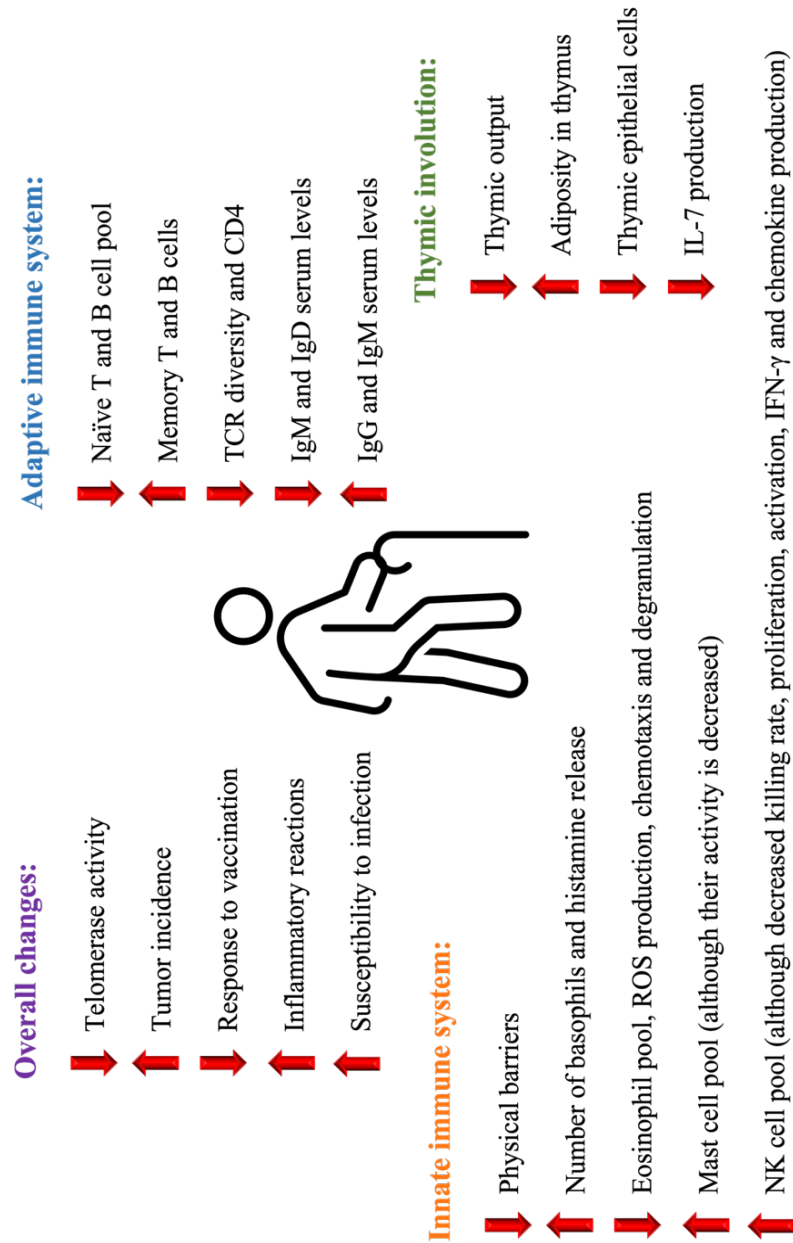 Overall changes:
Telomerase activity
Tumor incidence
Response to vaccination
Inflammatory reactions
Susceptibility to infection
Adaptive immune system:
Naïve T and B cell pool
Memory T and B cells
TCR diversity and CD4
IgM and IgD serum levels
IgG and IgM serum levels
Innate immune system:
Physical barriers
Number of basophils and histamine release
Eosinophil pool, ROS production, chemotaxis and degranulation
Mast cell pool (although their activity is decreased)
NK cell pool (although decreased killing rate, proliferation, activation, IFN-γ and chemokine production)
Thymic involution:
Thymic output
Adiposity in thymus
Thymic epithelial cells
IL-7 production